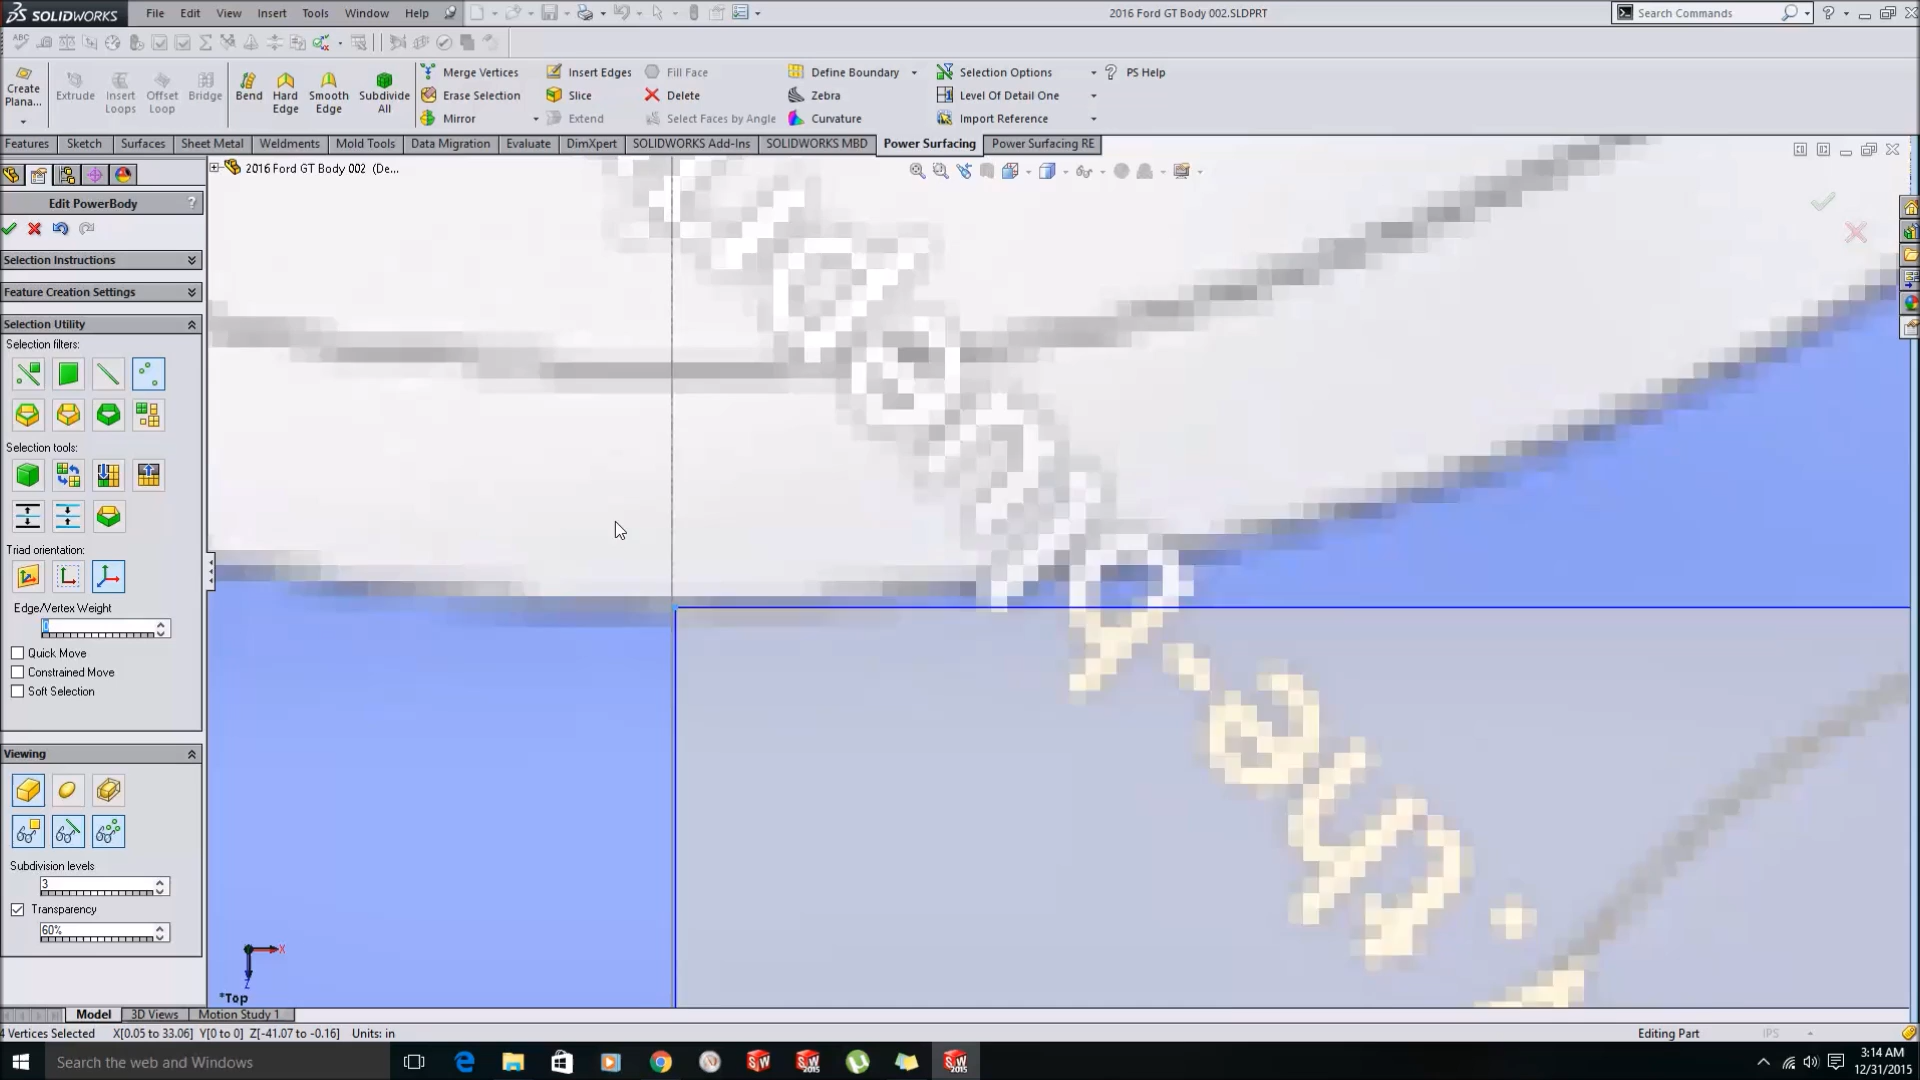 SOLIDWORKS File Edit View Insert Tools Window Help 2016 Ford GT Body 002.SLDPRT Search Commands
Create Plana... Extrude Insert Loops Offset Loop Bridge Bend Hard Edge Smooth Edge Subdivide All
Merge Vertices Insert Edges Fill Face Define Boundary Selection Options PS Help
Erase Selection Slice Delete Zebra Level Of Detail One
Mirror Extend Select Faces by Angle Curvature Import Reference
Features Sketch Surfaces Sheet Metal Weldments Mold Tools Data Migration Evaluate DimXpert SOLIDWORKS Add-Ins SOLIDWORKS MBD Power Surfacing Power Surfacing RE
2016 Ford GT Body 002 (De...
Edit PowerBody ?
Selection Instructions
Feature Creation Settings
Selection Utility
Selection filters:
Selection tools:
Triad orientation:
Edge/Vertex Weight
0
Quick Move
Constrained Move
Soft Selection
Viewing
Subdivision levels
3
Transparency
60%
X
Z
*Top
Model 3D Views Motion Study 1
4 Vertices Selected X[0.05 to 33.06] Y[0 to 0] Z[-41.07 to -0.16] Units: in Editing Part IPS
Search the web and Windows
3:14 AM
12/31/2015